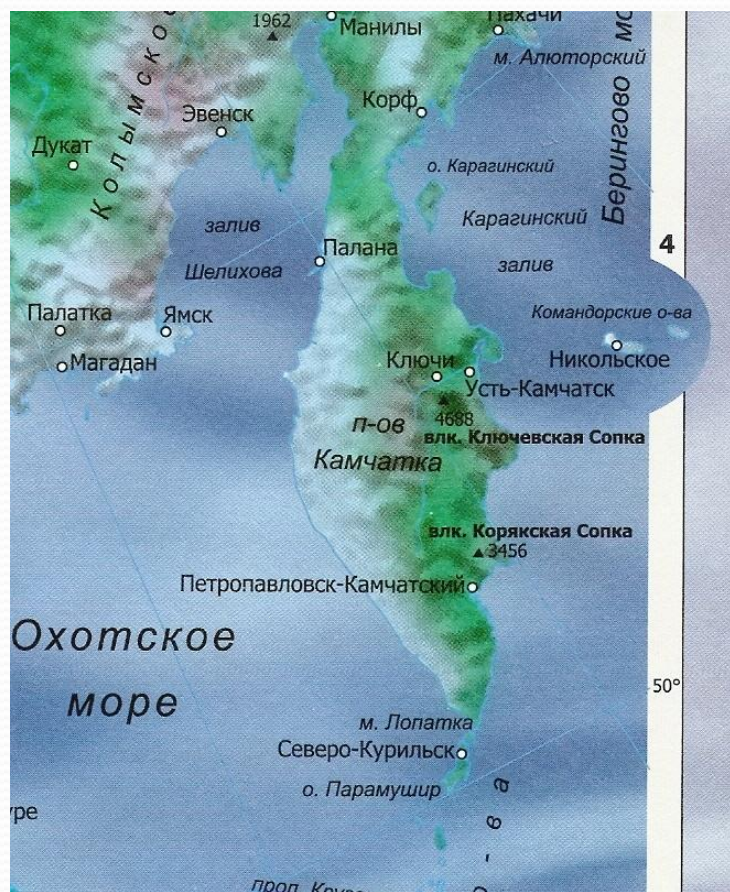 1962
Манилы
Пахачи
м. Алюторский
Корф
Эвенск
Дукат
о. Карагинский
Берингово
Карагинский
залив
залив
Шелихова
Палана
4
Командорские о-ва
Палатка
Ямск
Магадан
Никольское
Ключи
Усть-Камчатск
4688
п-ов
Камчатка
влк. Ключевская Сопка
влк. Корякская Сопка
3456
Петропавловск-Камчатский
Охотское
море
50°
м. Лопатка
Северо-Курильск
о. Парамушир